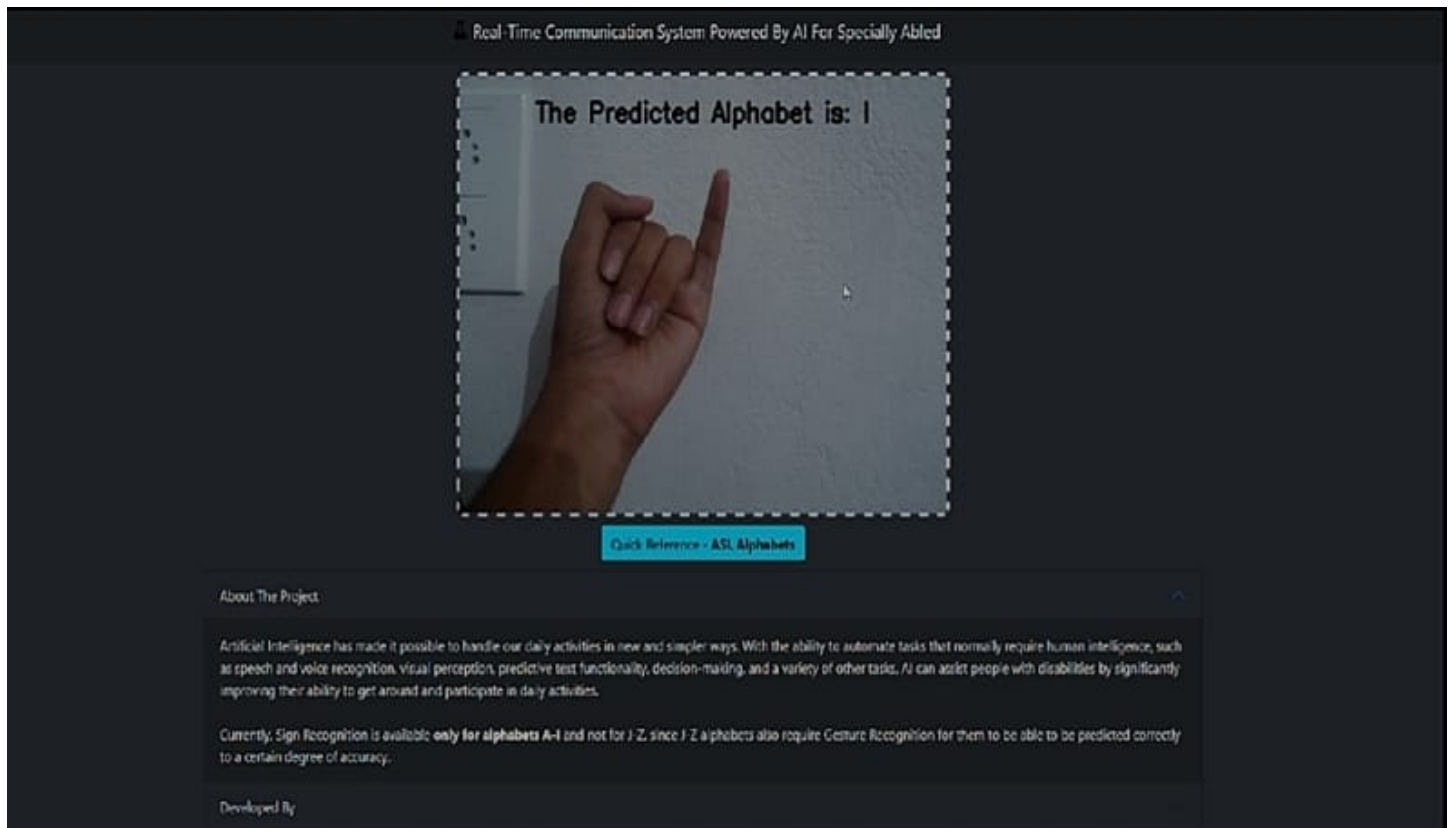 Real-Time Communication System Powered By AI For Specially Abled
The Predicted Alphabet is: I
Quick Reference - ASL Alphabets
About The Project
Artificial Intelligence has made it possible to handle our daily activities in new and simpler ways. With the ability to automate tasks that normally require human intelligence, such
as speech and voice recognition, visual perception, predictive text functionality, decision-making, and a variety of other tasks, AI can assist people with disabilities by significantly
improving their ability to get around and participate in daily activities.
Currently, Sign Recognition is available only for alphabets A-I and not for J-Z, since J-Z alphabets also require Gesture Recognition for them to be able to be predicted correctly
to a certain degree of accuracy.
Developed By